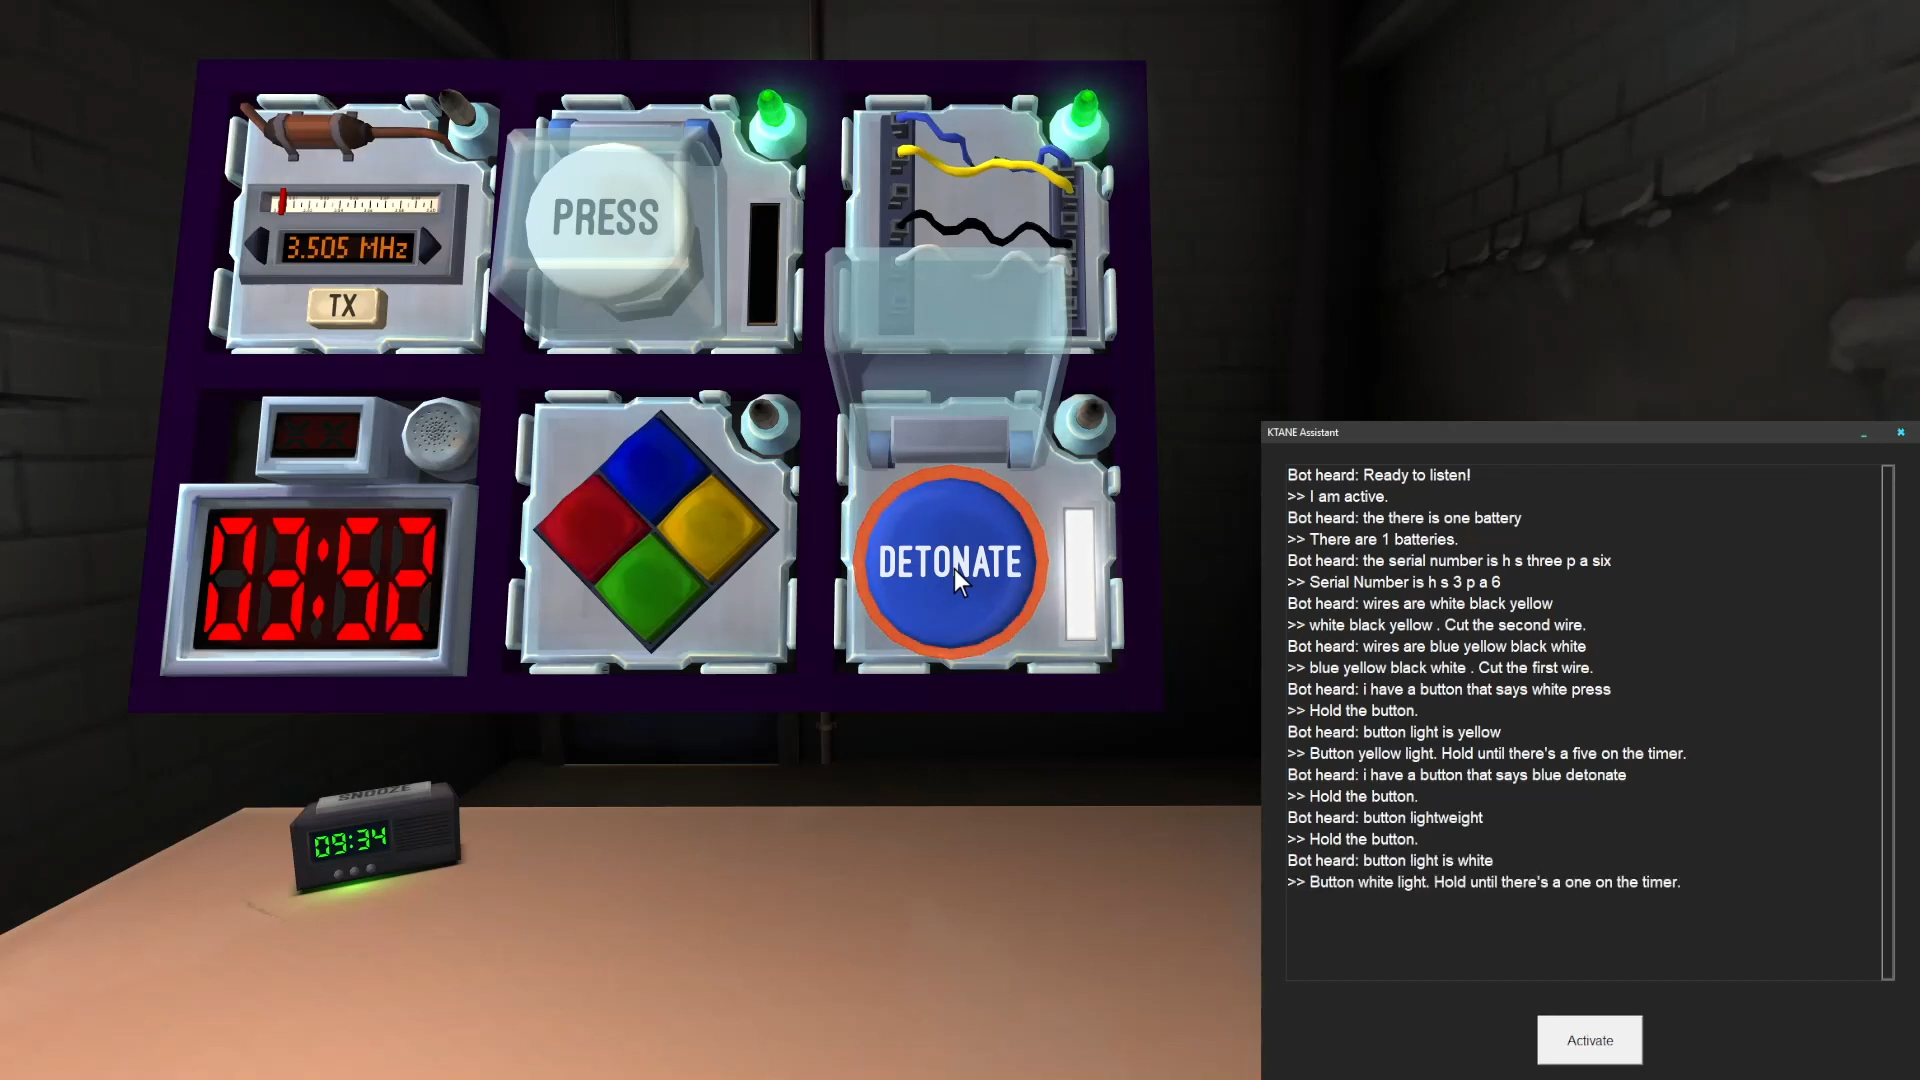 PRESS
3.505 MHz
TX
DETONATE
SNOOZE
09:34
KTANE Assistant
Bot heard: Ready to listen!
>> I am active.
Bot heard: the there is one battery
>> There are 1 batteries.
Bot heard: the serial number is h s three p a six
>> Serial Number is h s 3 p a 6
Bot heard: wires are white black yellow
>> white black yellow . Cut the second wire.
Bot heard: wires are blue yellow black white
>> blue yellow black white . Cut the first wire.
Bot heard: i have a button that says white press
>> Hold the button.
Bot heard: button light is yellow
>> Button yellow light. Hold until there's a five on the timer.
Bot heard: i have a button that says blue detonate
>> Hold the button.
Bot heard: button lightweight
>> Hold the button.
Bot heard: button light is white
>> Button white light. Hold until there's a one on the timer.
Activate